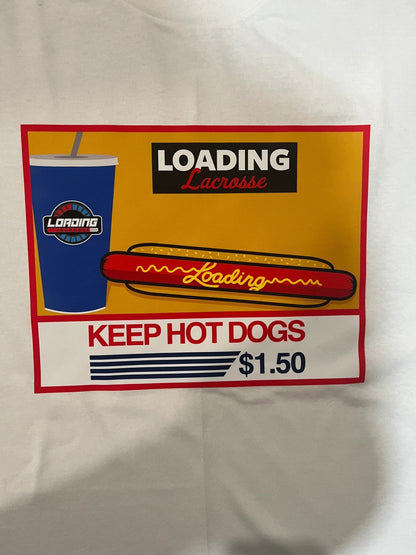 LOADING
Lacrosse
LOADING
Loading
KEEP HOT DOGS
$1.50